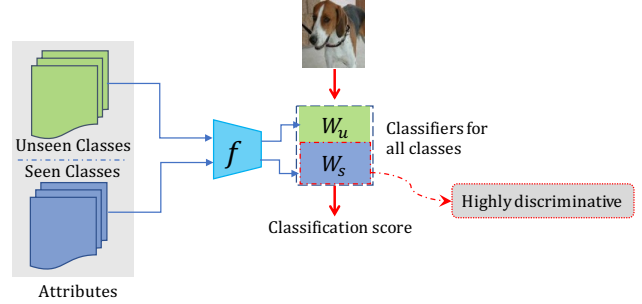 Unseen Classes
Seen Classes
Attributes
f
W_u
W_s
Classifiers for
all classes
Highly discriminative
Classification score